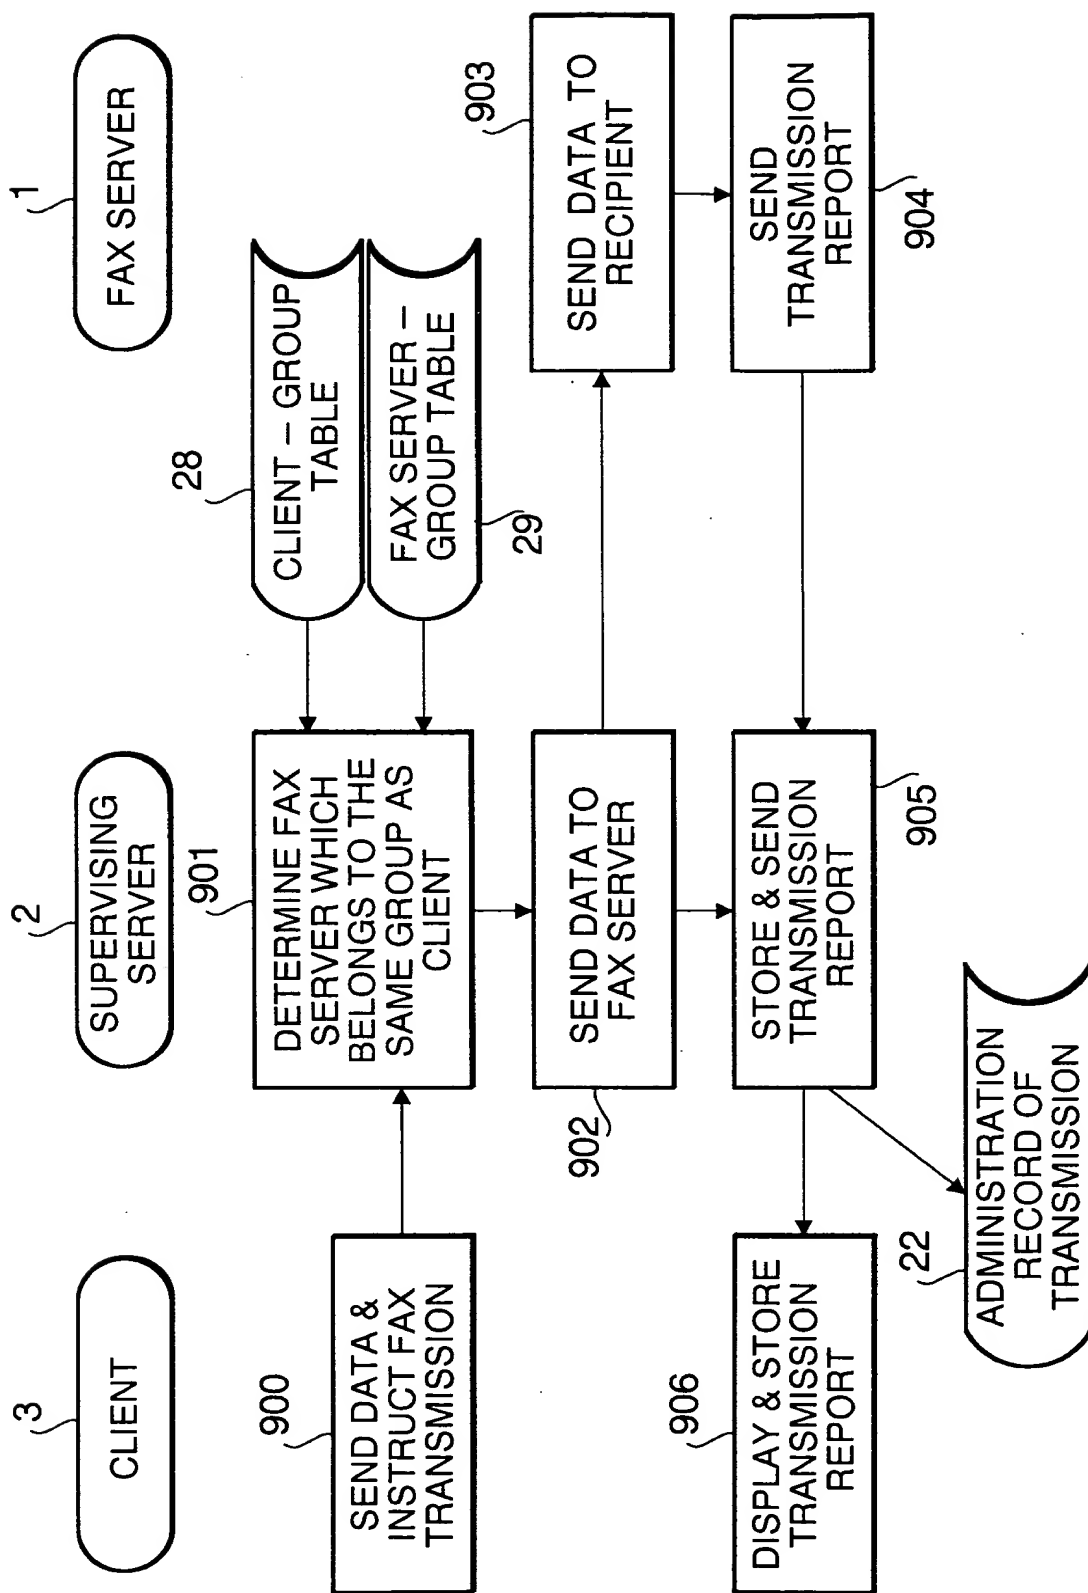 3
CLIENT
2
SUPERVISING
SERVER
1
FAX SERVER
900
SEND DATA &
INSTRUCT FAX
TRANSMISSION
901
DETERMINE FAX
SERVER WHICH
BELONGS TO THE
SAME GROUP AS
CLIENT
28
CLIENT – GROUP
TABLE
FAX SERVER –
GROUP TABLE
29
902
SEND DATA TO
FAX SERVER
903
SEND DATA TO
RECIPIENT
906
DISPLAY & STORE
TRANSMISSION
REPORT
STORE & SEND
TRANSMISSION
REPORT
905
SEND
TRANSMISSION
REPORT
904
22
ADMINISTRATION
RECORD OF
TRANSMISSION